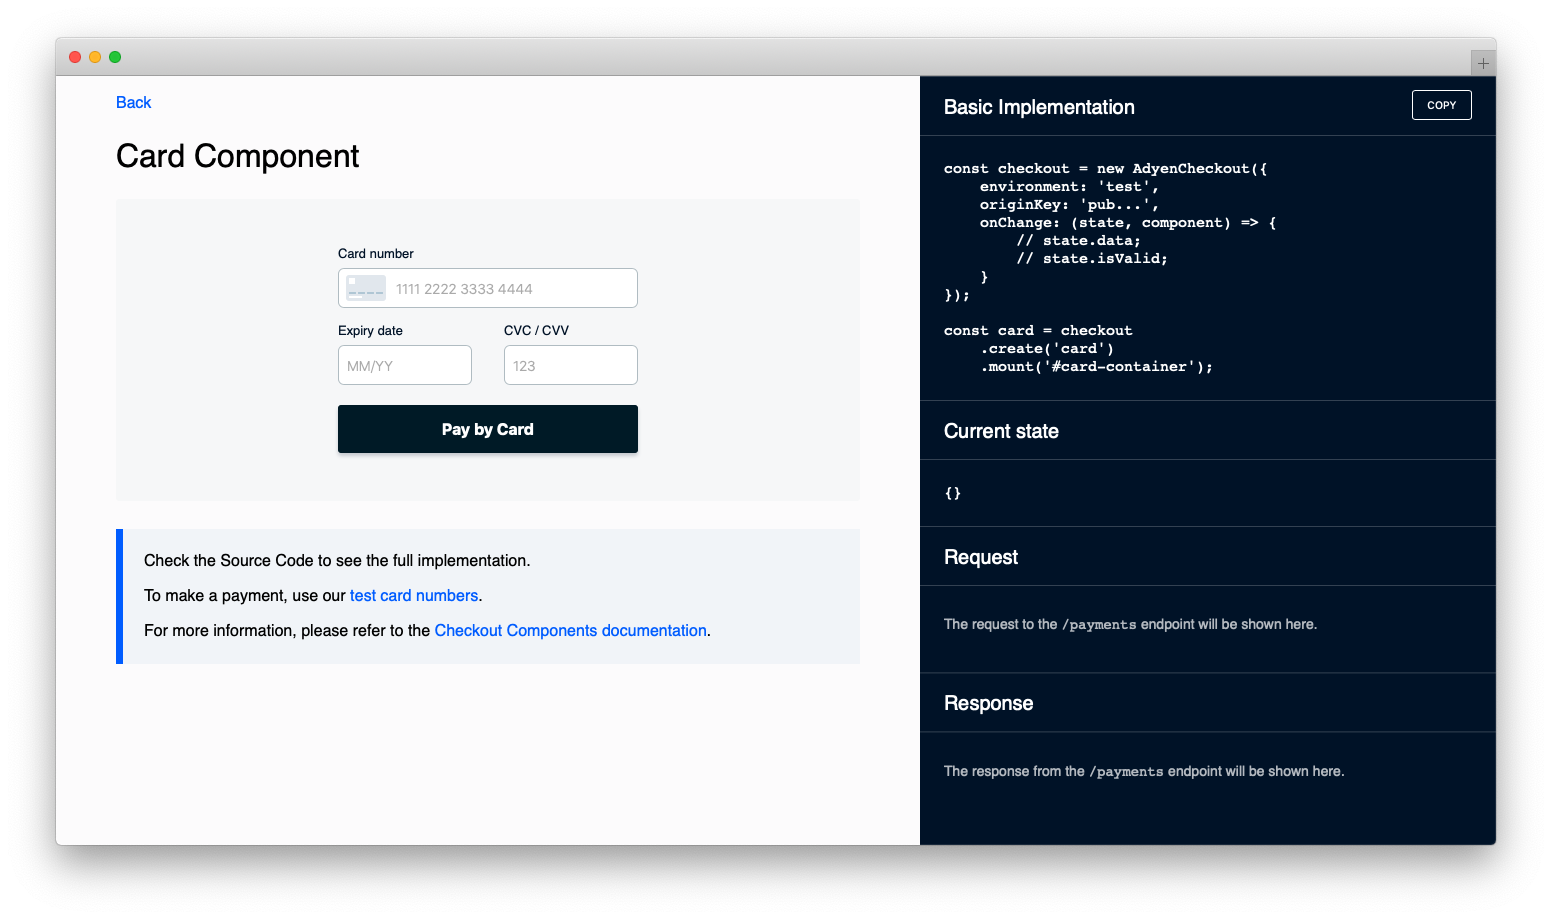 Back
Card Component
Card number
1111 2222 3333 4444
Expiry date
CVC / CVV
MM/YY
123
Pay by Card
Check the Source Code to see the full implementation.
To make a payment, use our test card numbers.
For more information, please refer to the Checkout Components documentation.
Basic Implementation
COPY
const checkout = new AdyenCheckout({
    environment: 'test',
    originKey: 'pub...',
    onChange: (state, component) => {
        // state.data;
        // state.isValid;
    }
});
const card = checkout
    .create('card')
    .mount('#card-container');
Current state
{}
Request
The request to the /payments endpoint will be shown here.
Response
The response from the /payments endpoint will be shown here.